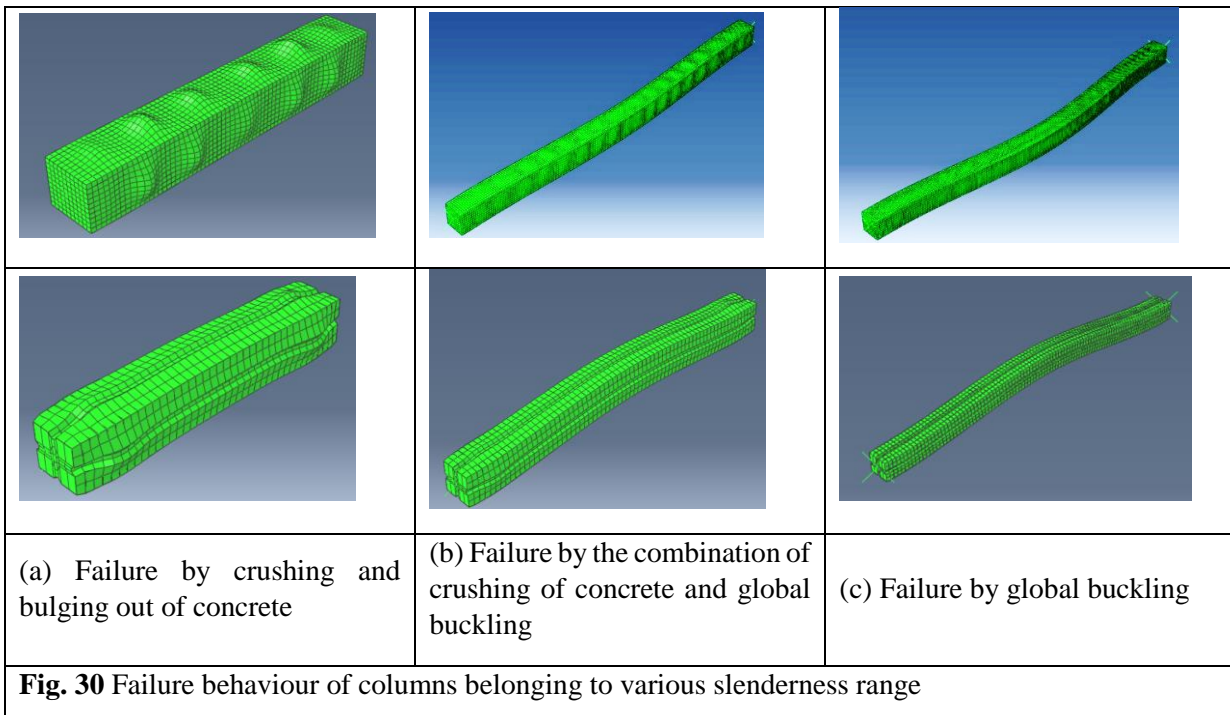 (a) Failure by crushing and
bulging out of concrete
(b) Failure by the combination of
crushing of concrete and global
buckling
(c) Failure by global buckling
Fig. 30 Failure behaviour of columns belonging to various slenderness range